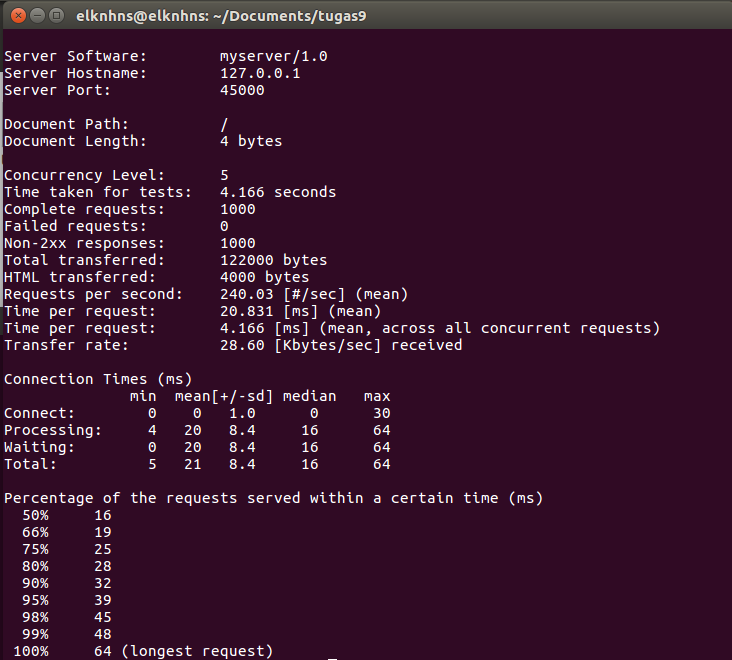 elknhns@elknhns: ~/Documents/tugas9
Server Software:        myserver/1.0
Server Hostname:        127.0.0.1
Server Port:            45000
Document Path:          /
Document Length:        4 bytes
Concurrency Level:      5
Time taken for tests:   4.166 seconds
Complete requests:      1000
Failed requests:        0
Non-2xx responses:      1000
Total transferred:      122000 bytes
HTML transferred:       4000 bytes
Requests per second:    240.03 [#/sec] (mean)
Time per request:       20.831 [ms] (mean)
Time per request:       4.166 [ms] (mean, across all concurrent requests)
Transfer rate:          28.60 [Kbytes/sec] received
Connection Times (ms)
              min  mean[+/-sd] median   max
Connect:        0    0   1.0      0      30
Processing:     4   20   8.4     16      64
Waiting:        0   20   8.4     16      64
Total:          5   21   8.4     16      64
Percentage of the requests served within a certain time (ms)
  50%     16
  66%     19
  75%     25
  80%     28
  90%     32
  95%     39
  98%     45
  99%     48
 100%     64 (longest request)